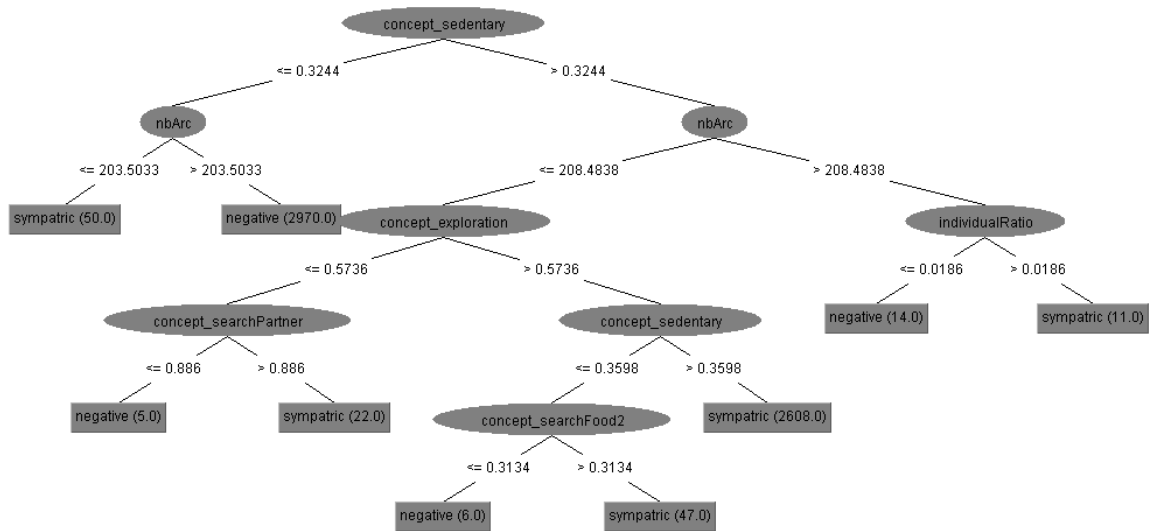 concept_sedentary
<= 0.3244 > 0.3244
nbArc nbArc
<= 203.5033 > 203.5033 <= 208.4838 > 208.4838
sympatric (50.0) negative (2970.0) concept_exploration individualRatio
<= 0.5736 > 0.5736 <= 0.0186 > 0.0186
concept_searchPartner concept_sedentary negative (14.0) sympatric (11.0)
<= 0.886 > 0.886 <= 0.3598 > 0.3598
negative (5.0) sympatric (22.0) concept_searchFood2 sympatric (2608.0)
<= 0.3134 > 0.3134
negative (6.0) sympatric (47.0)